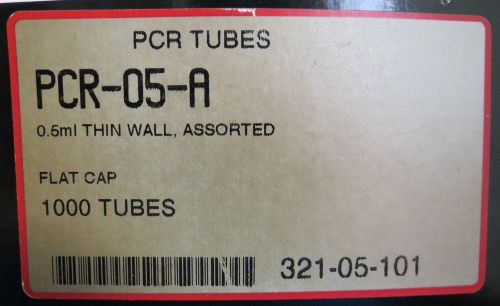 PCR TUBES
PCR-05-A
0.5ml THIN WALL, ASSORTED
FLAT CAP
1000 TUBES
321-05-101